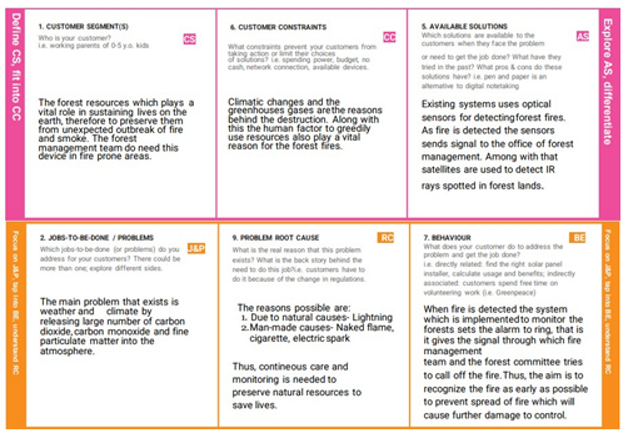 Define CS, fit into CC
1. CUSTOMER SEGMENT(S)
Who is your customer?
i.e. working parents of 0-5 y.o. kids
CS
The forest resources which plays a
vital role in sustaining lives on the
earth, therefore to preserve them
from unexpected outbreak of fire
and smoke. The forest
management team do need this
device in fire prone areas.
6. CUSTOMER CONSTRAINTS
CC
What constraints prevent your customers from
taking action or limit their choices
of solutions? i.e. spending power, budget, no
cash, network connection, available devices.
Climatic changes and the
greenhouses gases arethe reasons
behind the destruction. Along with
this the human factor to greedily
use resources also play a vital
reason for the forest fires.
5. AVAILABLE SOLUTIONS
Which solutions are available to the
customers when they face the problem
AS
or need to get the job done? What have they
tried in the past? What pros & cons do these
solutions have? i.e. pen and paper is an
alternative to digital notetaking
Existing systems uses optical
sensors for detectingforest fires.
As fire is detected the sensors
sends signal to the office of forest
management. Among with that
satellites are used to detect IR
rays spotted in forest lands.
Explore AS, differentiate
Focus on J&P, tap into BE, understand RC
2. JOBS-TO-BE-DONE / PROBLEMS
Which jobs-to-be-done (or problems) do you
address for your customers? There could be
more than one; explore different sides.
J&P
The main problem that exists is
weather and climate by
releasing large number of carbon
dioxide, carbon monoxide and fine
particulate matter into the
atmosphere.
9. PROBLEM ROOT CAUSE
RC
What is the real reason that this problem
exists? What is the back story behind the
need to do this job?i.e. customers have to
do it because of the change in regulations.
The reasons possible are:
1. Due to natural causes- Lightning
2.Man-made causes- Naked flame,
cigarette, electric spark
Thus, contineous care and
monitoring is needed to
preserve natural resources to
save lives.
7. BEHAVIOUR
BE
What does your customer do to address the
problem and get the job done?
i.e. directly related: find the right solar panel
installer, calculate usage and benefits; indirectly
associated: customers spend free time on
volunteering work (i.e. Greenpeace)
When fire is detected the system
which is implementedto monitor the
forests sets the alarm to ring, that is
it gives the signal through which fire
management
team and the forest committee tries
to call off the fire. Thus, the aim is to
recognize the fire as early as possible
to prevent spread of fire which will
cause further damage to control.
Focus on J&P, tap into BE, understand RC